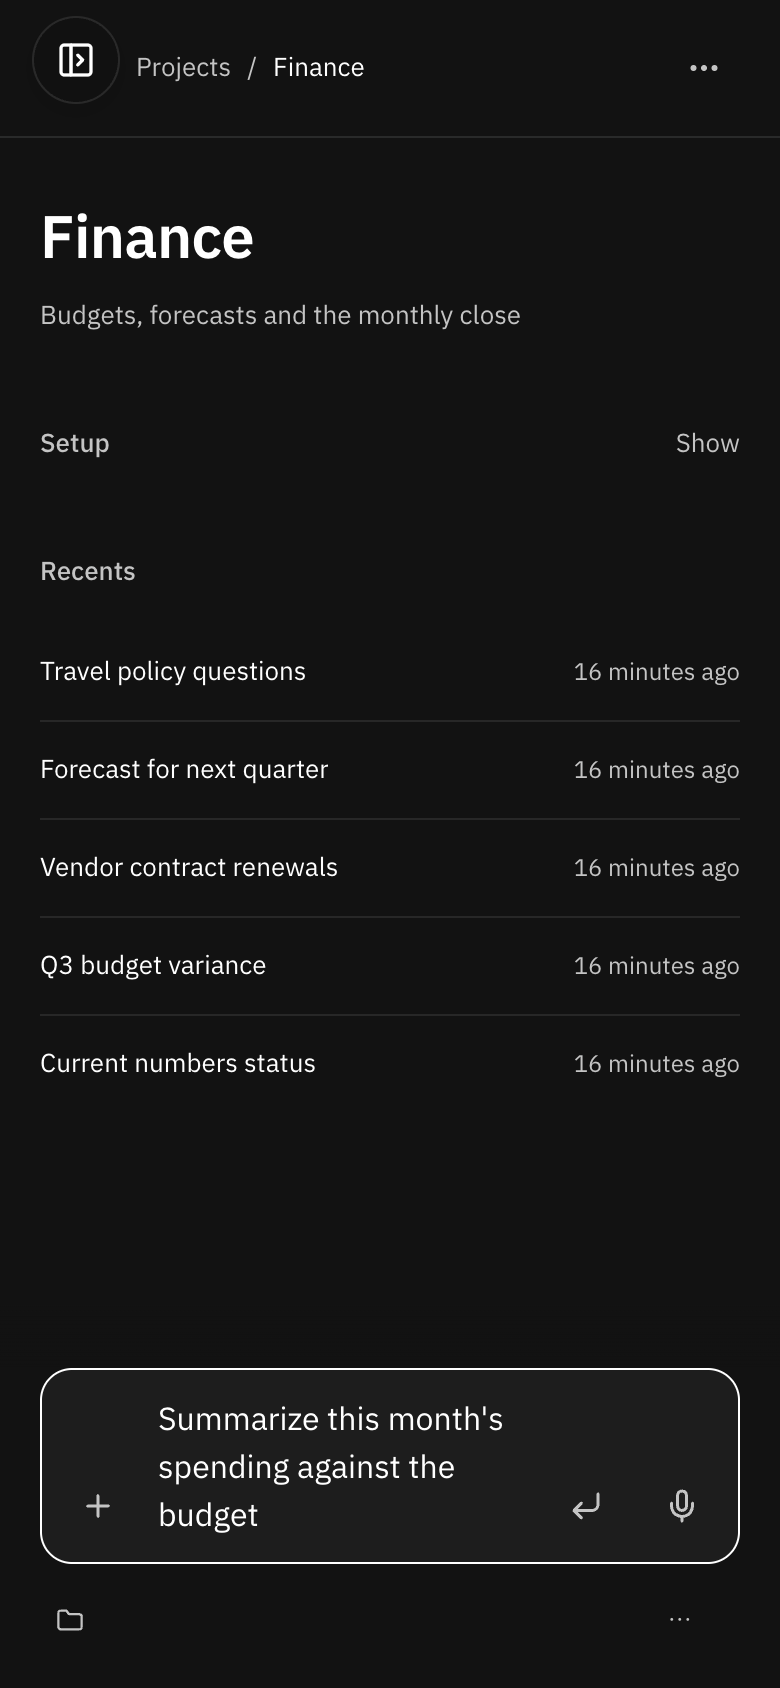 Projects / Finance
Finance
Budgets, forecasts and the monthly close
Setup Show
Recents
Travel policy questions 16 minutes ago
Forecast for next quarter 16 minutes ago
Vendor contract renewals 16 minutes ago
Q3 budget variance 16 minutes ago
Current numbers status 16 minutes ago
Summarize this month's
spending against the
budget